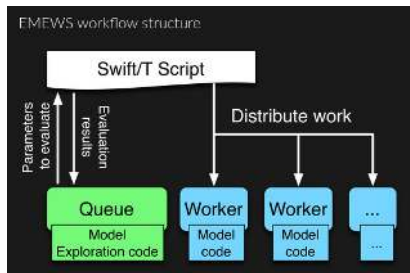 EMEWS workflow structure
Swift/T Script
Parameters
to evaluate
Evaluation
results
Distribute work
Queue
Model
Exploration code
Worker
Model
code
Worker
Model
code
...
...